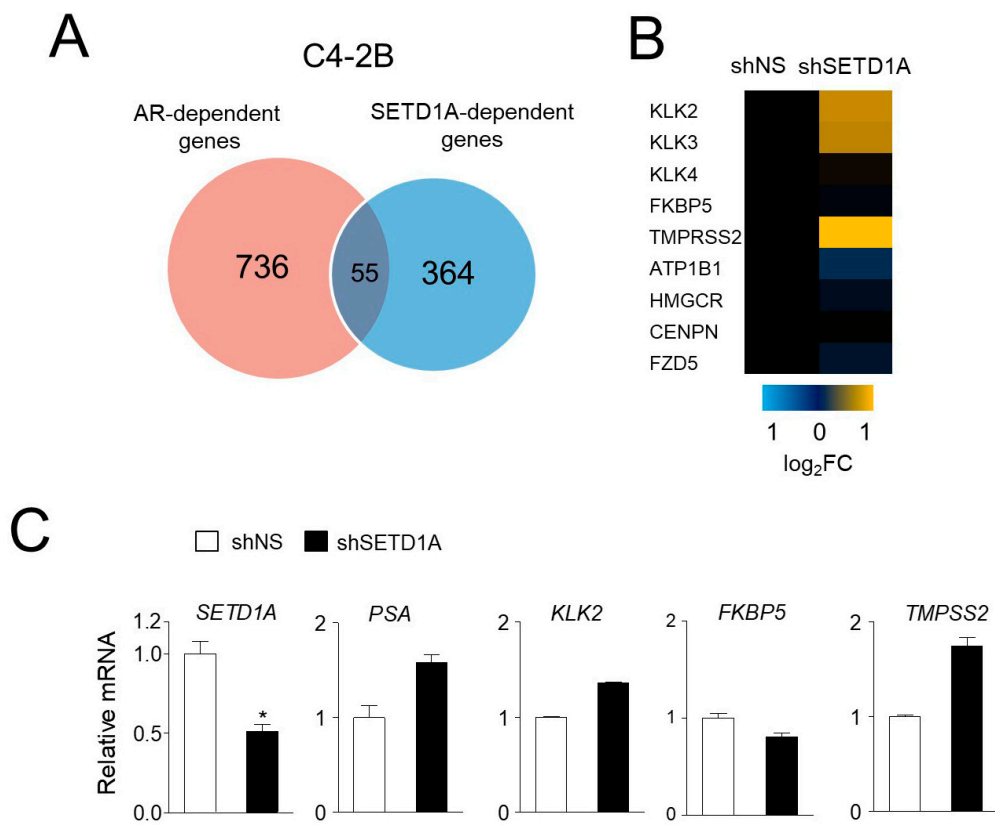 A
C4-2B
AR-dependent
genes
SETD1A-dependent
genes
736
55
364
B
shNS shSETD1A
KLK2
KLK3
KLK4
FKBP5
TMPRSS2
ATP1B1
HMGCR
CENPN
FZD5
1 0 1
log₂FC
C
shNS shSETD1A
Relative mRNA
SETD1A
1.2
1.0
0.5
0.0
*
PSA
2
1
0
KLK2
2
1
0
FKBP5
2
1
0
TMPSS2
2
1
0